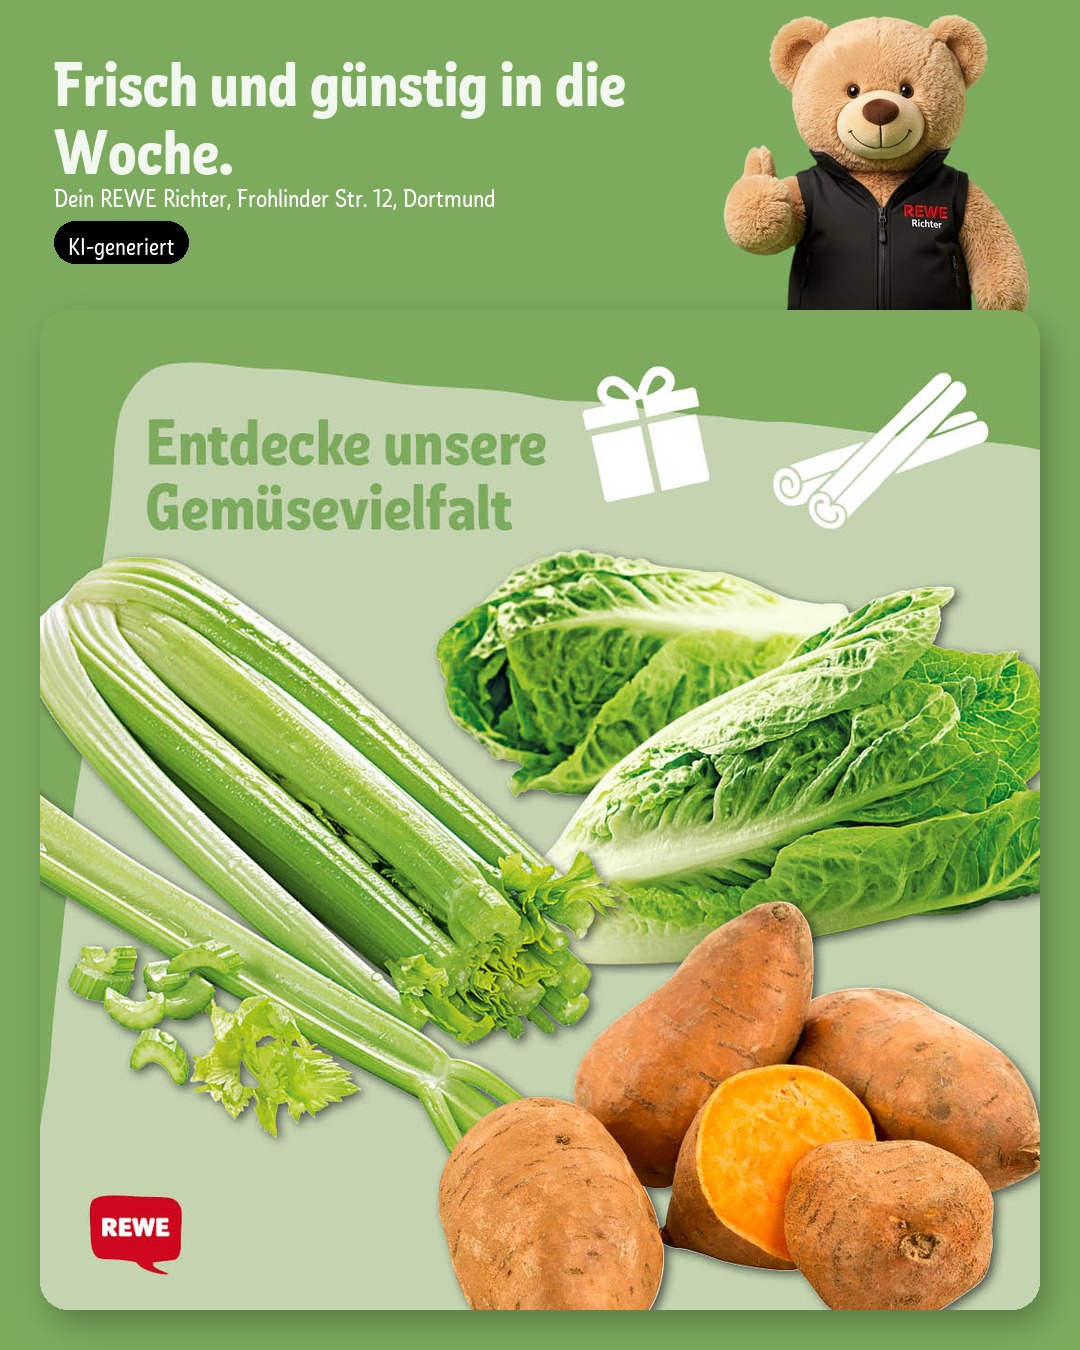 Frisch und günstig in die
Woche.
Dein REWE Richter, Frohlinder Str. 12, Dortmund
KI-generiert
REWE
Richter
Entdecke unsere
Gemüsevielfalt
REWE